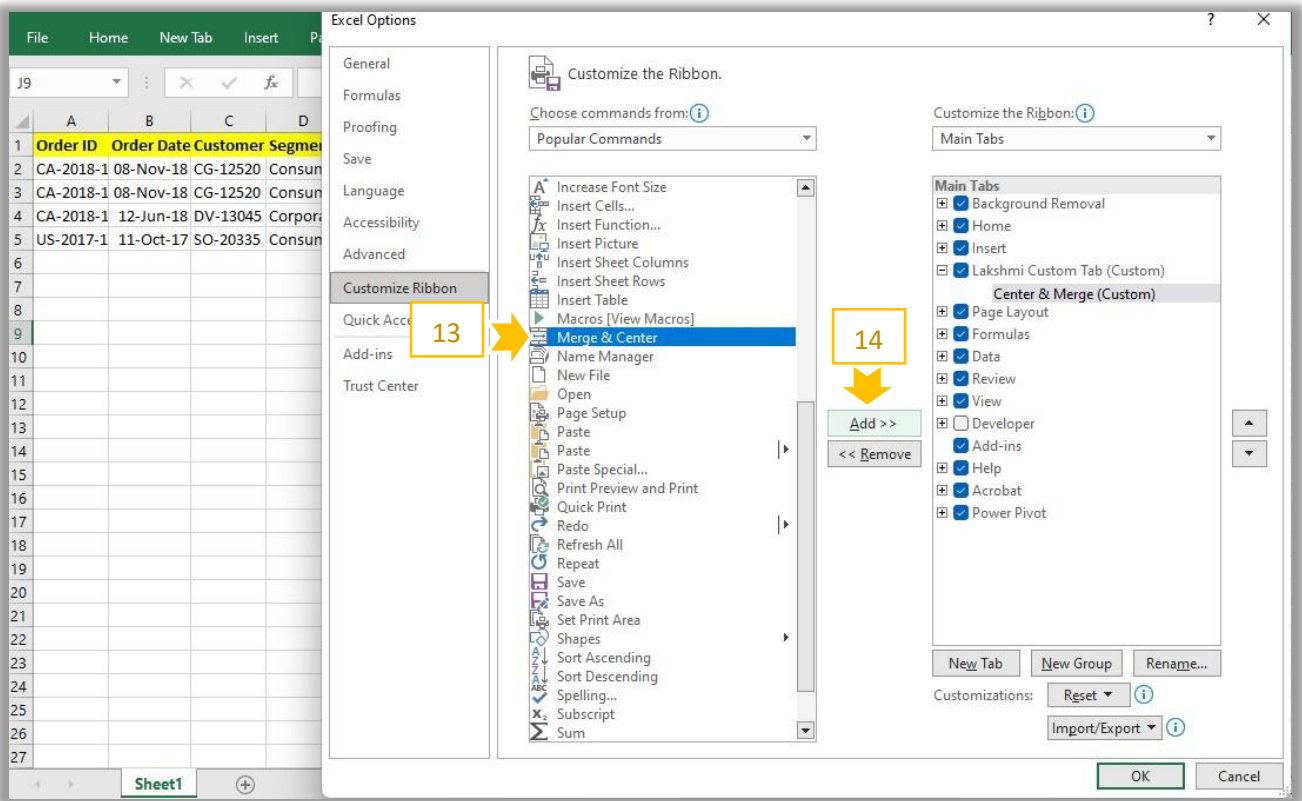 Excel Options
?
File Home New Tab Insert
J9
fx
A B C D
1 Order ID Order Date Customer Segmen
2 CA-2018-1 08-Nov-18 CG-12520 Consun
3 CA-2018-1 08-Nov-18 CG-12520 Consun
4 CA-2018-1 12-Jun-18 DV-13045 Corpora
5 US-2017-1 11-Oct-17 SO-20335 Consun
6
7
8
9
10
11
12
13
14
15
16
17
18
19
20
21
22
23
24
25
26
27
Sheet1
General
Formulas
Proofing
Save
Language
Accessibility
Advanced
Customize Ribbon
Quick Acce
Add-ins
Trust Center
13
Customize the Ribbon.
Choose commands from:
Popular Commands
Increase Font Size
Insert Cells...
Insert Function...
Insert Picture
Insert Sheet Columns
Insert Sheet Rows
Insert Table
Macros [View Macros]
Merge & Center
Name Manager
New File
Open
Page Setup
Paste
Paste
Paste Special...
Print Preview and Print
Quick Print
Redo
Refresh All
Repeat
Save
Save As
Set Print Area
Shapes
Sort Ascending
Sort Descending
Spelling...
Subscript
Sum
14
Add >>
<< Remove
Customize the Ribbon:
Main Tabs
Main Tabs
Background Removal
Home
Insert
Lakshmi Custom Tab (Custom)
Center & Merge (Custom)
Page Layout
Formulas
Data
Review
View
Developer
Add-ins
Help
Acrobat
Power Pivot
New Tab New Group Rename...
Customizations: Reset
Import/Export
OK Cancel